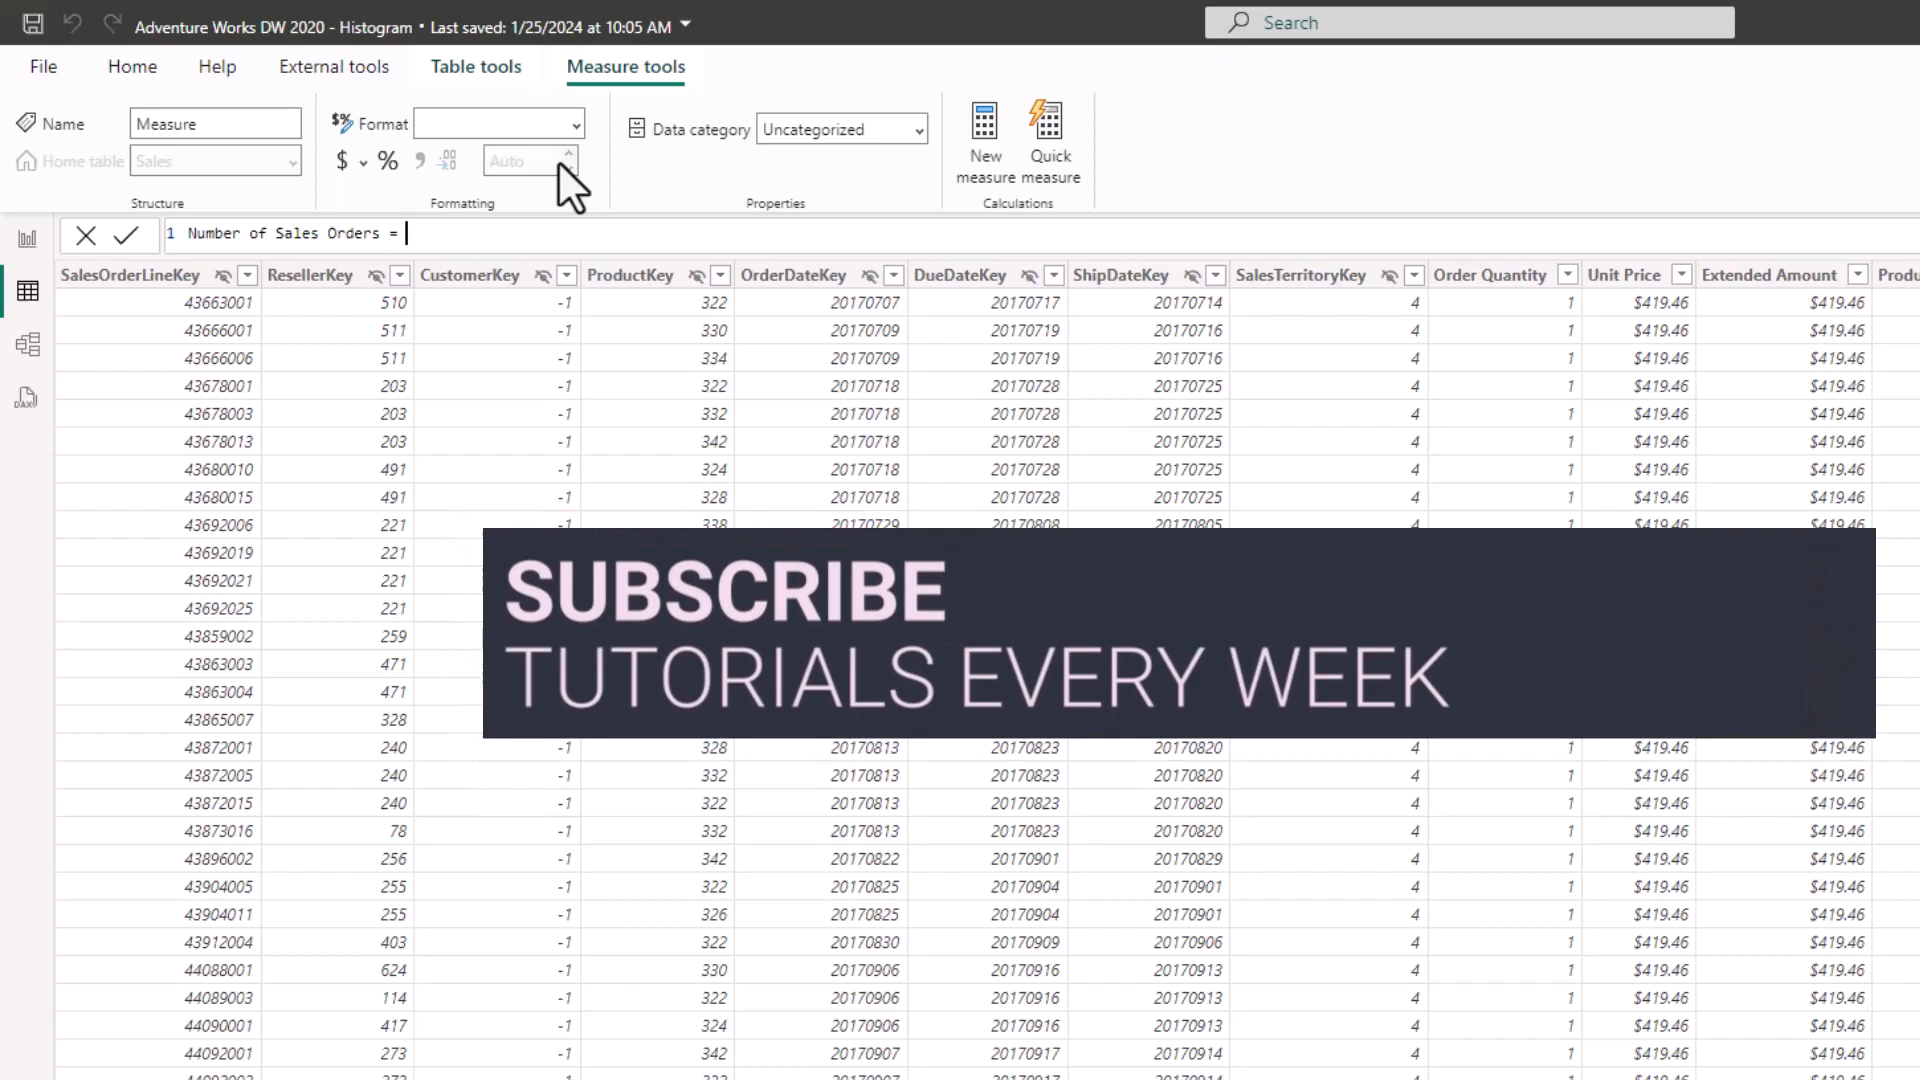 Adventure Works DW 2020 - Histogram • Last saved: 1/25/2024 at 10:05 AM
Search
File Home Help External tools Table tools Measure tools
Name Measure
Home table Sales
Structure
$% Format
$ % 9 .00 Auto
Formatting
Data category Uncategorized
Properties
New measure
Quick measure
Calculations
1 Number of Sales Orders =
SalesOrderLineKey ResellerKey CustomerKey ProductKey OrderDateKey DueDateKey ShipDateKey SalesTerritoryKey Order Quantity Unit Price Extended Amount Produ
43663001 510 -1 322 20170707 20170717 20170714 4 1 $419.46 $419.46
43666001 511 -1 330 20170709 20170719 20170716 4 1 $419.46 $419.46
43666006 511 -1 334 20170709 20170719 20170716 4 1 $419.46 $419.46
43678001 203 -1 322 20170718 20170728 20170725 4 1 $419.46 $419.46
43678003 203 -1 332 20170718 20170728 20170725 4 1 $419.46 $419.46
43678013 203 -1 342 20170718 20170728 20170725 4 1 $419.46 $419.46
43680010 491 -1 324 20170718 20170728 20170725 4 1 $419.46 $419.46
43680015 491 -1 328 20170718 20170728 20170725 4 1 $419.46 $419.46
43692006 221 -1 338 20170729 20170808 20170805 4 1 $419.46 $419.46
43692019 221
43692021 221
43692025 221
43859002 259
43863003 471
43863004 471
43865007 328
SUBSCRIBE
TUTORIALS EVERY WEEK
43872001 240 -1 328 20170813 20170823 20170820 4 1 $419.46 $419.46
43872005 240 -1 332 20170813 20170823 20170820 4 1 $419.46 $419.46
43872015 240 -1 322 20170813 20170823 20170820 4 1 $419.46 $419.46
43873016 78 -1 332 20170813 20170823 20170820 4 1 $419.46 $419.46
43896002 256 -1 342 20170822 20170901 20170829 4 1 $419.46 $419.46
43904005 255 -1 322 20170825 20170904 20170901 4 1 $419.46 $419.46
43904011 255 -1 326 20170825 20170904 20170901 4 1 $419.46 $419.46
43912004 403 -1 322 20170830 20170909 20170906 4 1 $419.46 $419.46
44088001 624 -1 330 20170906 20170916 20170913 4 1 $419.46 $419.46
44089003 114 -1 322 20170906 20170916 20170913 4 1 $419.46 $419.46
44090001 417 -1 324 20170906 20170916 20170913 4 1 $419.46 $419.46
44092001 273 -1 342 20170907 20170917 20170914 4 1 $419.46 $419.46